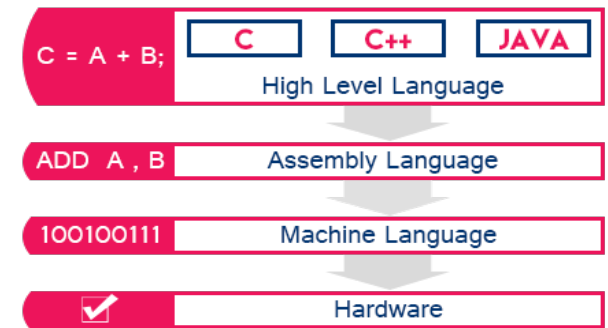 C = A + B;
C
C++
JAVA
High Level Language
ADD A , B
Assembly Language
100100111
Machine Language
Hardware